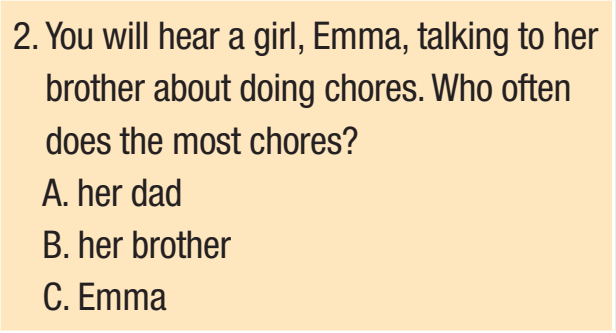 2. You will hear a girl, Emma, talking to her
brother about doing chores. Who often
does the most chores?
A. her dad
B. her brother
C. Emma